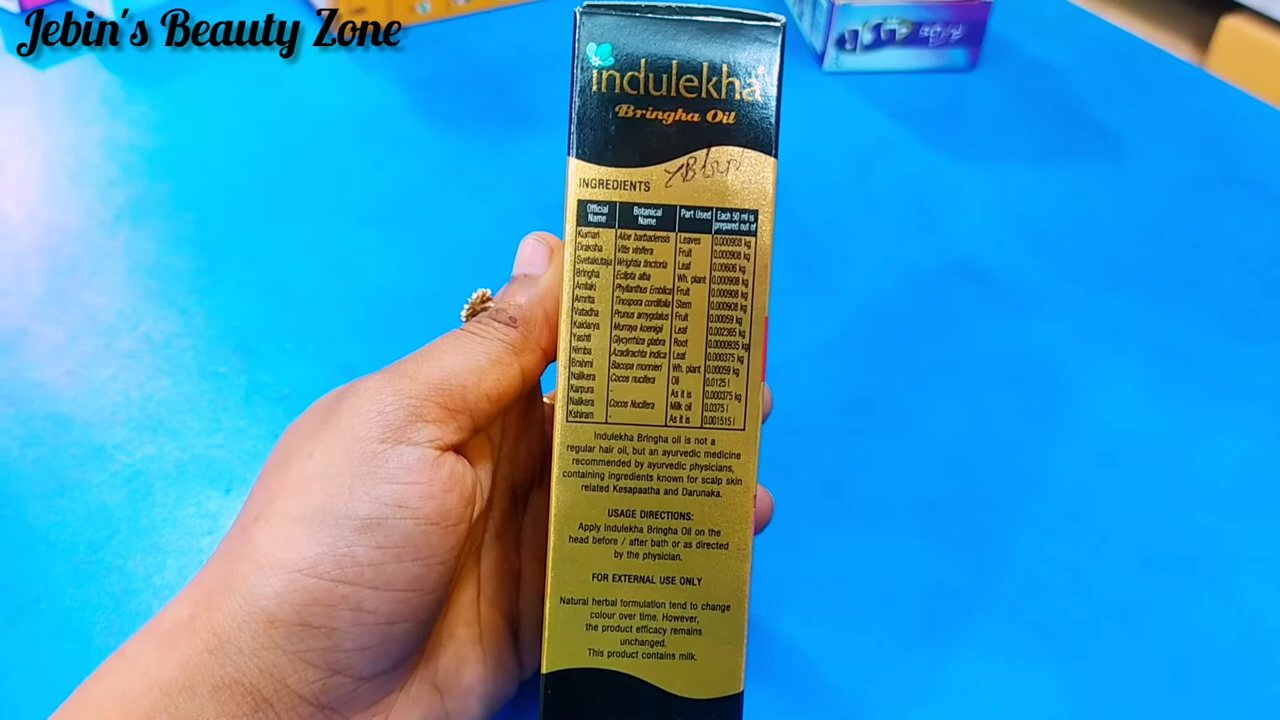 Jebin's Beauty Zone
indulekha
Bringha Oil
INGREDIENTS
Official Name Botanical Name Part Used Each 50 ml is prepared out of
Kumari Aloe barbadensis Leaves 0.000908 kg
Draksha Vitis vinifera Fruit 0.000908 kg
Svetakutaja Wrightia tinctoria Leaf 0.00606 kg
Bringha Eclipta alba Wh. plant 0.000908 kg
Amlaki Phyllanthus Emblica Fruit 0.000908 kg
Amrita Tinospora cordifolia Stem 0.000908 kg
Vatadha Prunus amygdalus Fruit 0.00059 kg
Kaidarya Murraya koenigii Leaf 0.002365 kg
Yashti Glycyrrhiza glabra Root 0.0000935 kg
Nimba Azadirachta indica Leaf 0.000375 kg
Brahmi Bacopa monnieri Wh. plant 0.00059 kg
Nalikera Cocos nucifera Oil 0.0125 l
Karpura - As it is 0.000375 kg
Nalikera Cocos Nucifera Milk oil 0.0375 l
Kshiram - As it is 0.001515 l
Indulekha Bringha oil is not a
regular hair oil, but an ayurvedic medicine
recommended by ayurvedic physicians,
containing ingredients known for scalp skin
related Kesapaatha and Darunaka.
USAGE DIRECTIONS:
Apply Indulekha Bringha Oil on the
head before / after bath or as directed
by the physician.
FOR EXTERNAL USE ONLY
Natural herbal formulation tend to change
colour over time. However,
the product efficacy remains
unchanged.
This product contains milk.